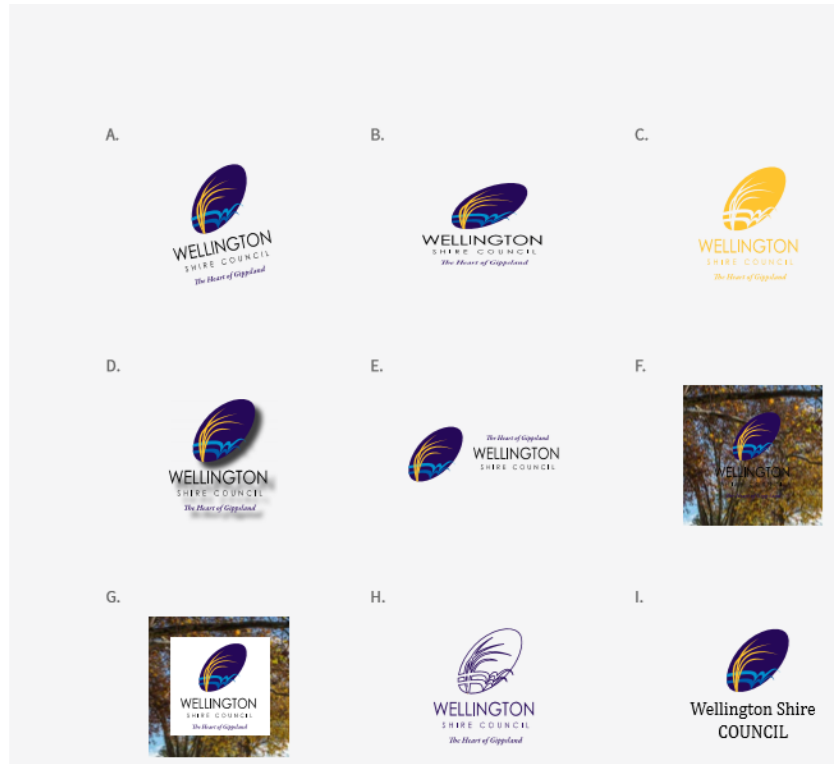 A.
B.
C.
WELLINGTON
SHIRE COUNCIL
The Heart of Gippsland
WELLINGTON
SHIRE COUNCIL
The Heart of Gippsland
WELLINGTON
SHIRE COUNCIL
The Heart of Gippsland
D.
E.
F.
WELLINGTON
SHIRE COUNCIL
The Heart of Gippsland
The Heart of Gippsland
WELLINGTON
SHIRE COUNCIL
WELLINGTON
G.
H.
I.
WELLINGTON
SHIRE COUNCIL
The Heart of Gippsland
WELLINGTON
SHIRE COUNCIL
The Heart of Gippsland
Wellington Shire
COUNCIL